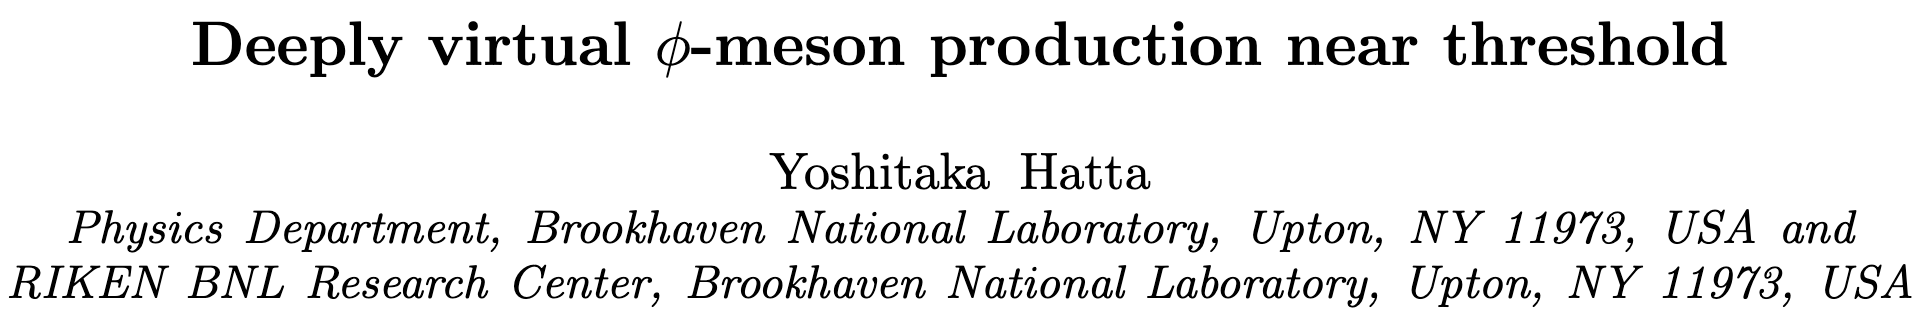 Deeply virtual ϕ-meson production near threshold
Yoshitaka Hatta
Physics Department, Brookhaven National Laboratory, Upton, NY 11973, USA and
RIKEN BNL Research Center, Brookhaven National Laboratory, Upton, NY 11973, USA